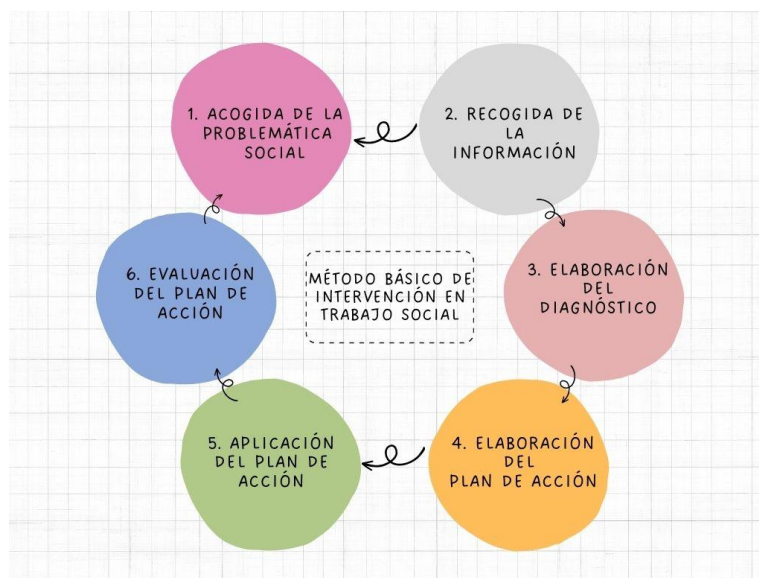 1. ACOGIDA DE LA
PROBLEMÁTICA
SOCIAL
2. RECOGIDA DE
LA
INFORMACIÓN
3. ELABORACIÓN
DEL
DIAGNÓSTICO
4. ELABORACIÓN
DEL
PLAN DE ACCIÓN
5. APLICACIÓN
DEL PLAN DE
ACCIÓN
6. EVALUACIÓN
DEL PLAN DE
ACCIÓN
MÉTODO BÁSICO DE
INTERVENCIÓN EN
TRABAJO SOCIAL